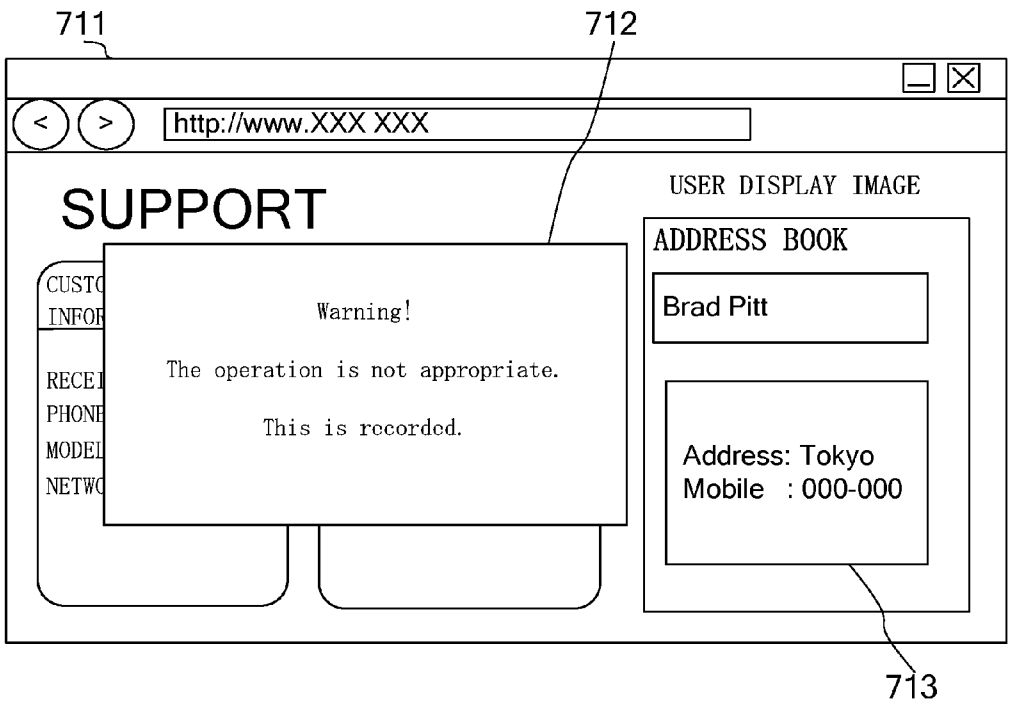 711
712
http://www.XXX XXX
SUPPORT
CUSTO
INFOR
RECEI
PHONE
MODEL
NETWO
Warning!
The operation is not appropriate.
This is recorded.
USER DISPLAY IMAGE
ADDRESS BOOK
Brad Pitt
Address: Tokyo
Mobile : 000-000
713